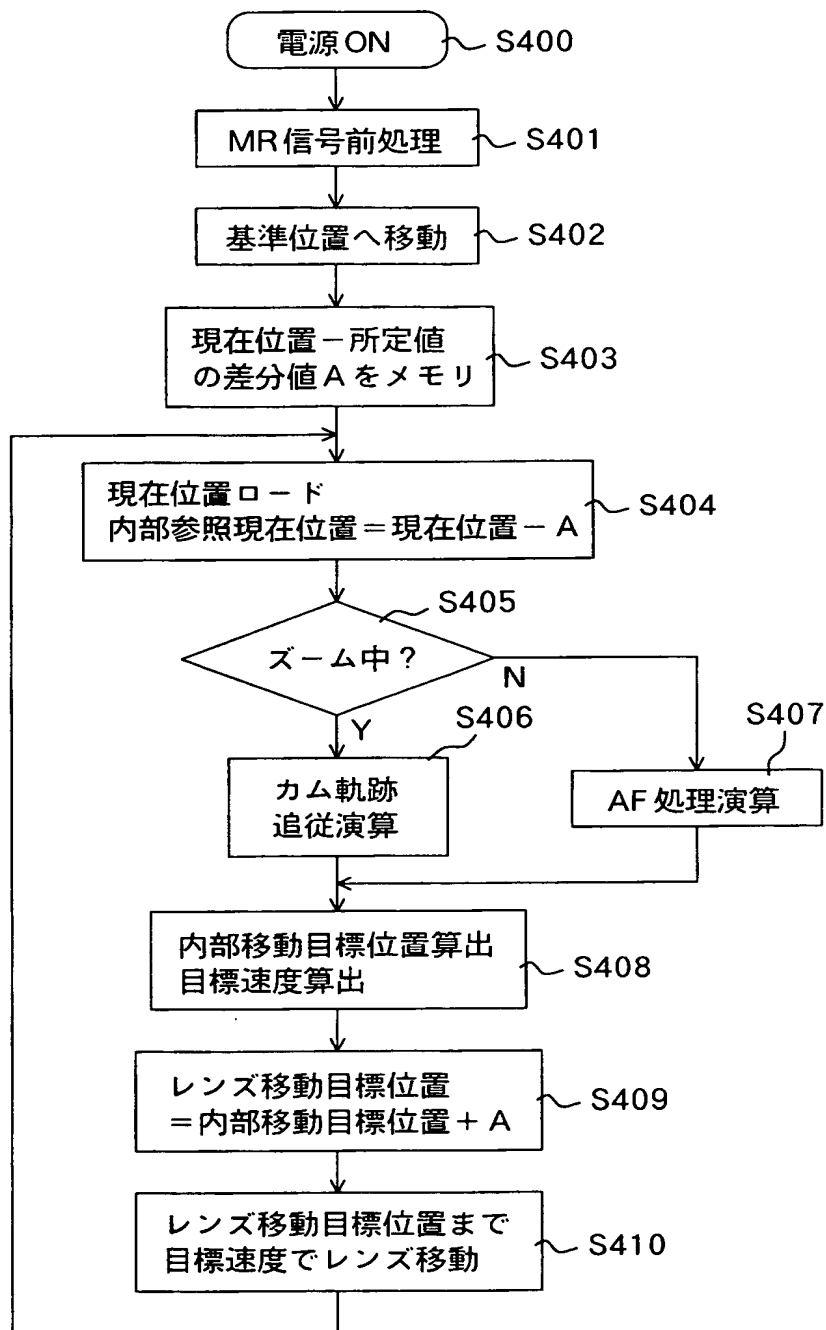 電源ON
S400
MR信号前処理
S401
基準位置へ移動
S402
現在位置−所定値
の差分値Aをメモリ
S403
現在位置ロード
内部参照現在位置=現在位置−A
S404
S405
ズーム中?
N
Y
S406
S407
カム軌跡
追従演算
AF処理演算
内部移動目標位置算出
目標速度算出
S408
レンズ移動目標位置
=内部移動目標位置+A
S409
レンズ移動目標位置まで
目標速度でレンズ移動
S410